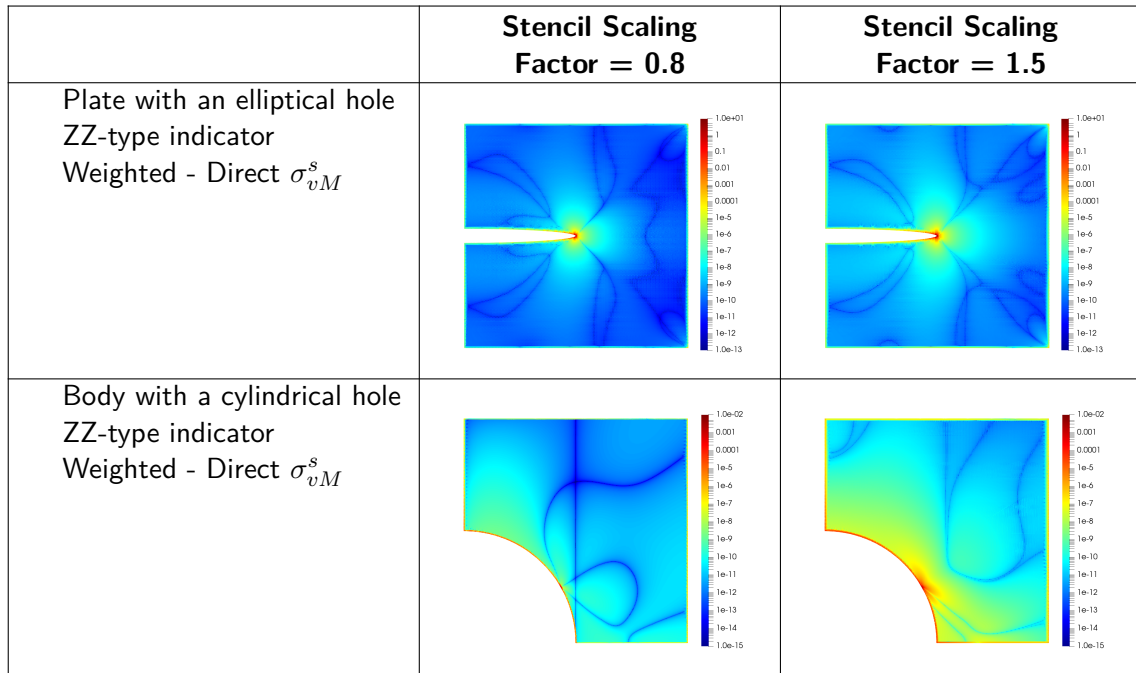 Stencil Scaling
Factor = 0.8
Stencil Scaling
Factor = 1.5
Plate with an elliptical hole
ZZ-type indicator
Weighted - Direct σ_{vM}^{s}
1.0e+01
1
0.1
0.01
0.001
0.0001
1e-5
1e-6
1e-7
1e-8
1e-9
1e-10
1e-11
1e-12
1.0e-13
1.0e+01
1
0.1
0.01
0.001
0.0001
1e-5
1e-6
1e-7
1e-8
1e-9
1e-10
1e-11
1e-12
1.0e-13
Body with a cylindrical hole
ZZ-type indicator
Weighted - Direct σ_{vM}^{s}
1.0e-02
0.001
0.0001
1e-5
1e-6
1e-7
1e-8
1e-9
1e-10
1e-11
1e-12
1e-13
1e-14
1.0e-15
1.0e-02
0.001
0.0001
1e-5
1e-6
1e-7
1e-8
1e-9
1e-10
1e-11
1e-12
1e-13
1e-14
1.0e-15